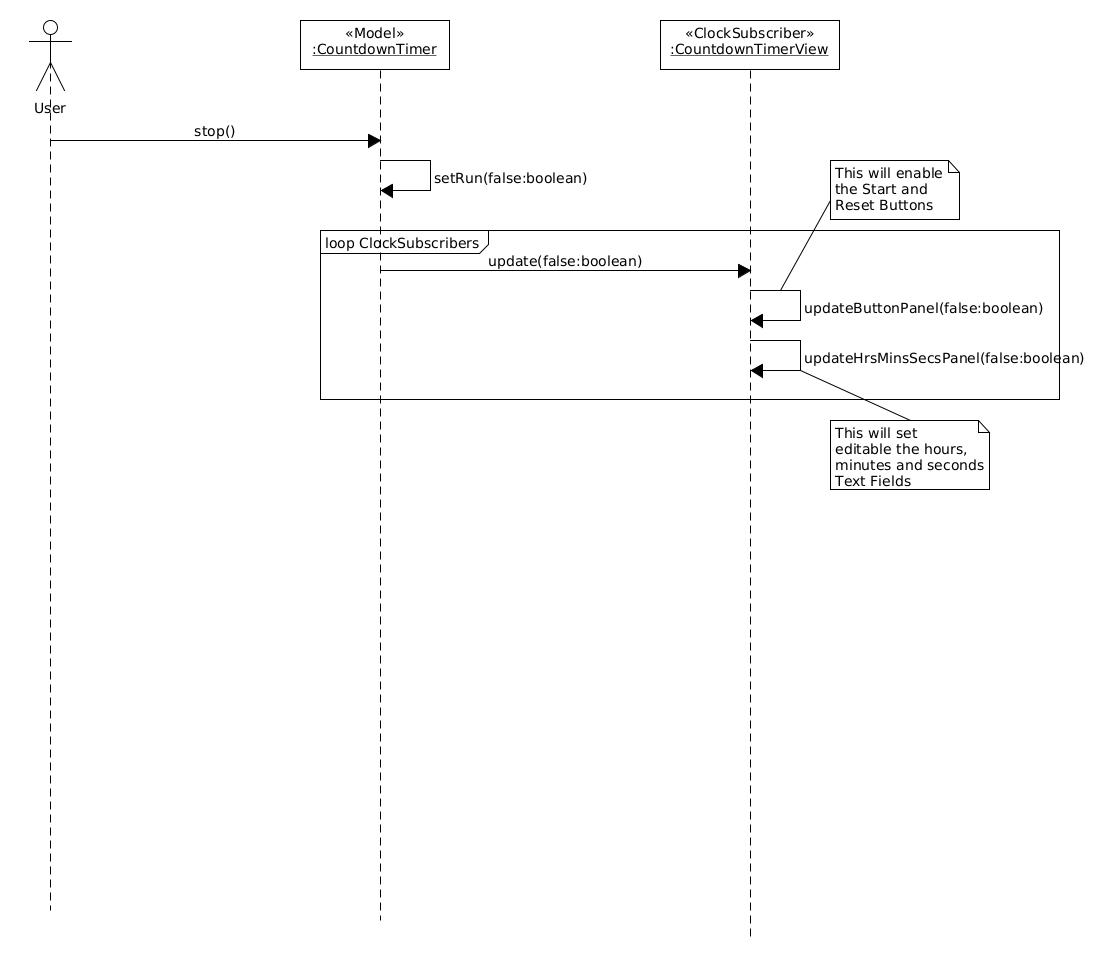 «Model»
:CountdownTimer
«ClockSubscriber»
:CountdownTimerView
User
stop()
setRun(false:boolean)
This will enable
the Start and
Reset Buttons
loop ClockSubscribers
update(false:boolean)
updateButtonPanel(false:boolean)
updateHrsMinsSecsPanel(false:boolean)
This will set
editable the hours,
minutes and seconds
Text Fields